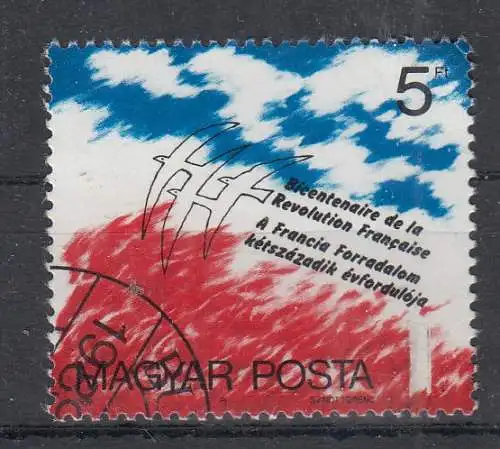 5 Ft
Bicentenaire de la
Revolution Française
A Francia Forradalom
kétszázadik évfordulója
MAGYAR POSTA